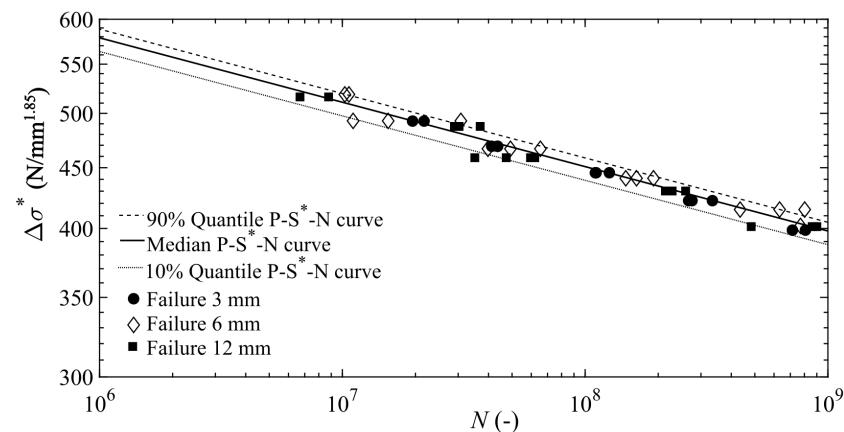 600
550
500
450
400
350
300
Δσ* (N/mm^1.85)
90% Quantile P-S*-N curve
Median P-S*-N curve
10% Quantile P-S*-N curve
Failure 3 mm
Failure 6 mm
Failure 12 mm
10^6 10^7 10^8 10^9
N (-)